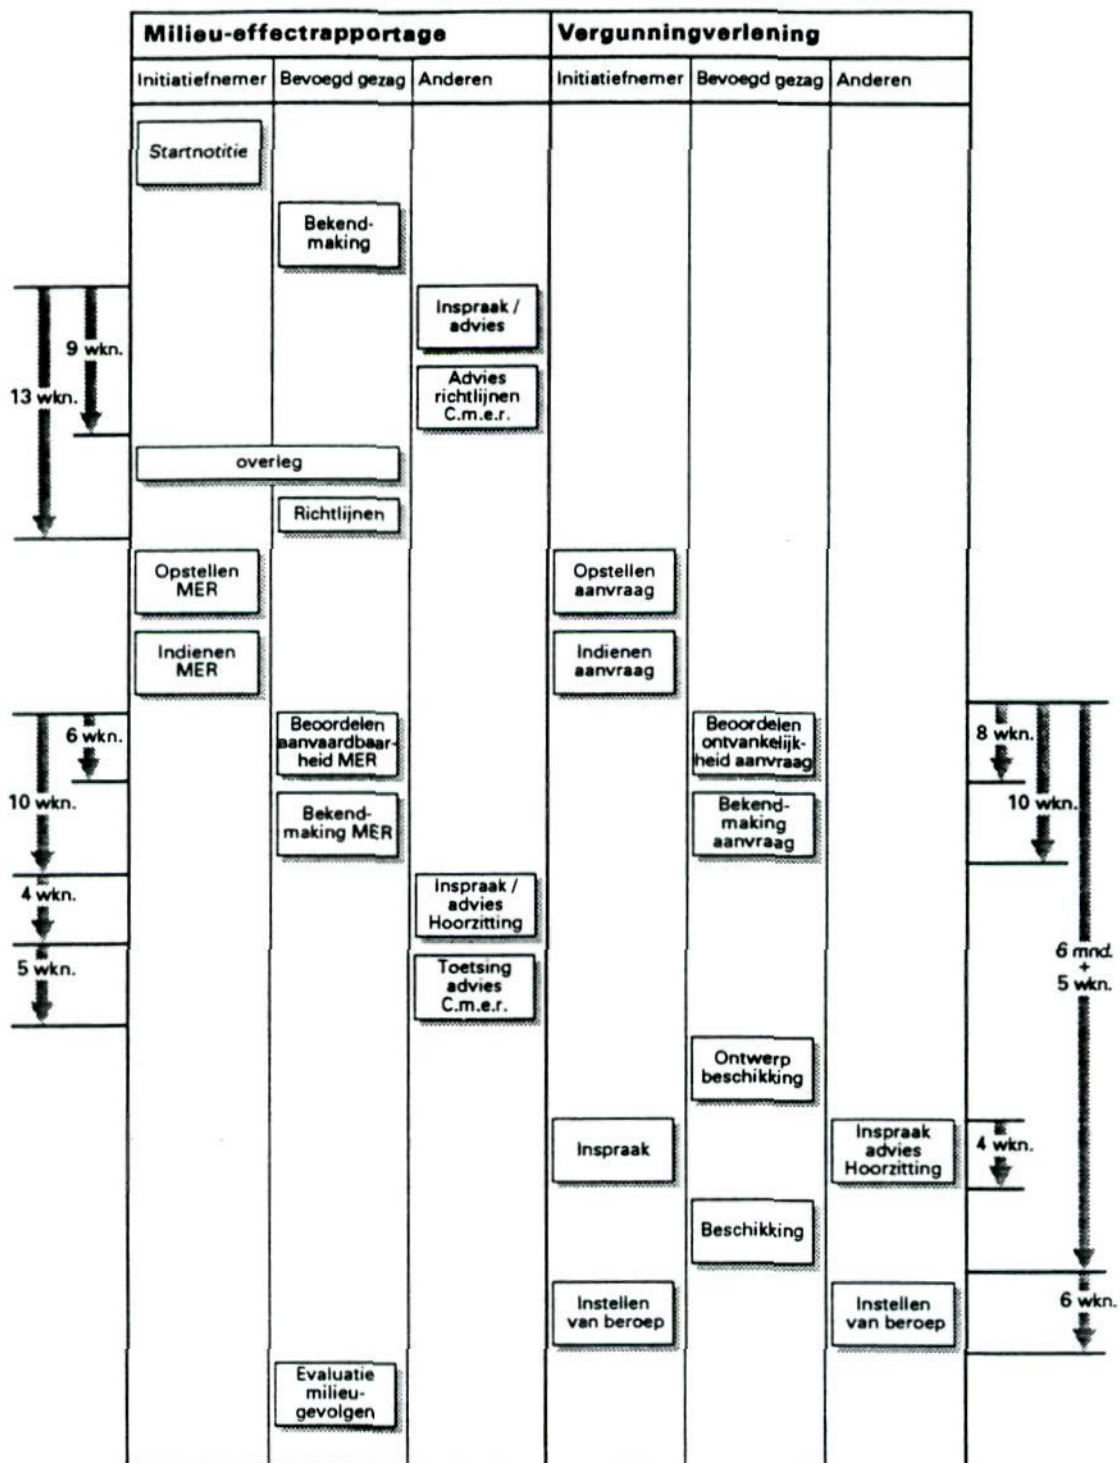 Milieu-effectrapportage
Vergunningverlening
Initiatiefnemer
Bevoegd gezag
Anderen
Initiatiefnemer
Bevoegd gezag
Anderen
Startnotitie
Bekend-
making
Inspraak /
advies
9 wkn.
13 wkn.
Advies
richtlijnen
C.m.e.r.
overleg
Richtlijnen
Opstellen
MER
Opstellen
aanvraag
Indienen
MER
Indienen
aanvraag
6 wkn.
10 wkn.
Beoordelen
aanvaardbaar-
heid MER
Beoordelen
ontvankelijk-
heid aanvraag
8 wkn.
10 wkn.
Bekend-
making MER
Bekend-
making
aanvraag
4 wkn.
Inspraak /
advies
Hoorzitting
5 wkn.
Toetsing
advies
C.m.e.r.
6 mnd.
+
5 wkn.
Ontwerp
beschikking
Inspraak
Inspraak
advies
Hoorzitting
4 wkn.
Beschikking
Instellen
van beroep
Instellen
van beroep
6 wkn.
Evaluatie
milieu-
gevolgen